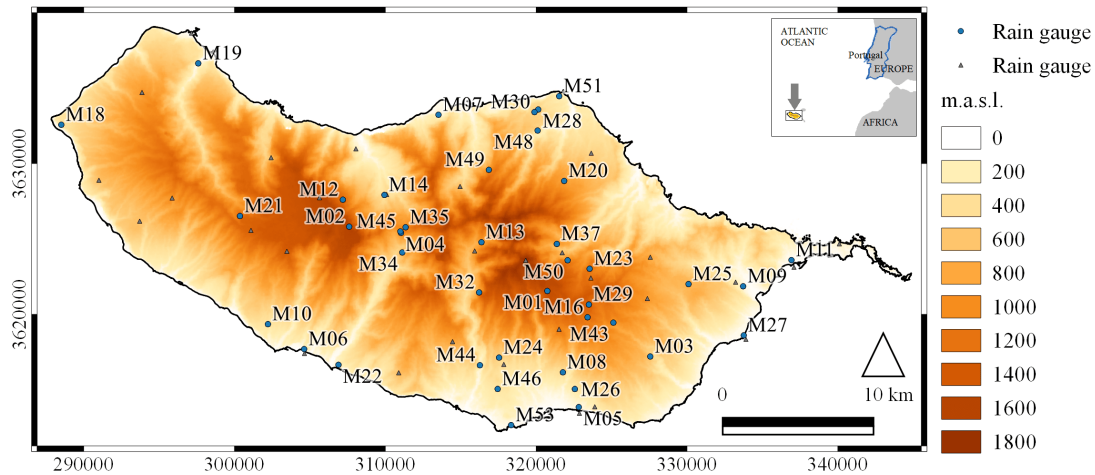 ATLANTIC
OCEAN
Portugal
EUROPE
AFRICA
Rain gauge
Rain gauge
m.a.s.l.
0
200
400
600
800
1000
1200
1400
1600
1800
M19
M18
M51
M30
M07
M28
M48
M49
M20
M12
M14
M21
M02
M45
M35
M04
M34
M13
M37
M11
M50
M23
M32
M25
M09
M01
M16
M29
M10
M43
M27
M06
M24
M03
M44
M08
M22
M46
M26
M53
M05
0
10 km
3630000
3620000
290000
300000
310000
320000
330000
340000